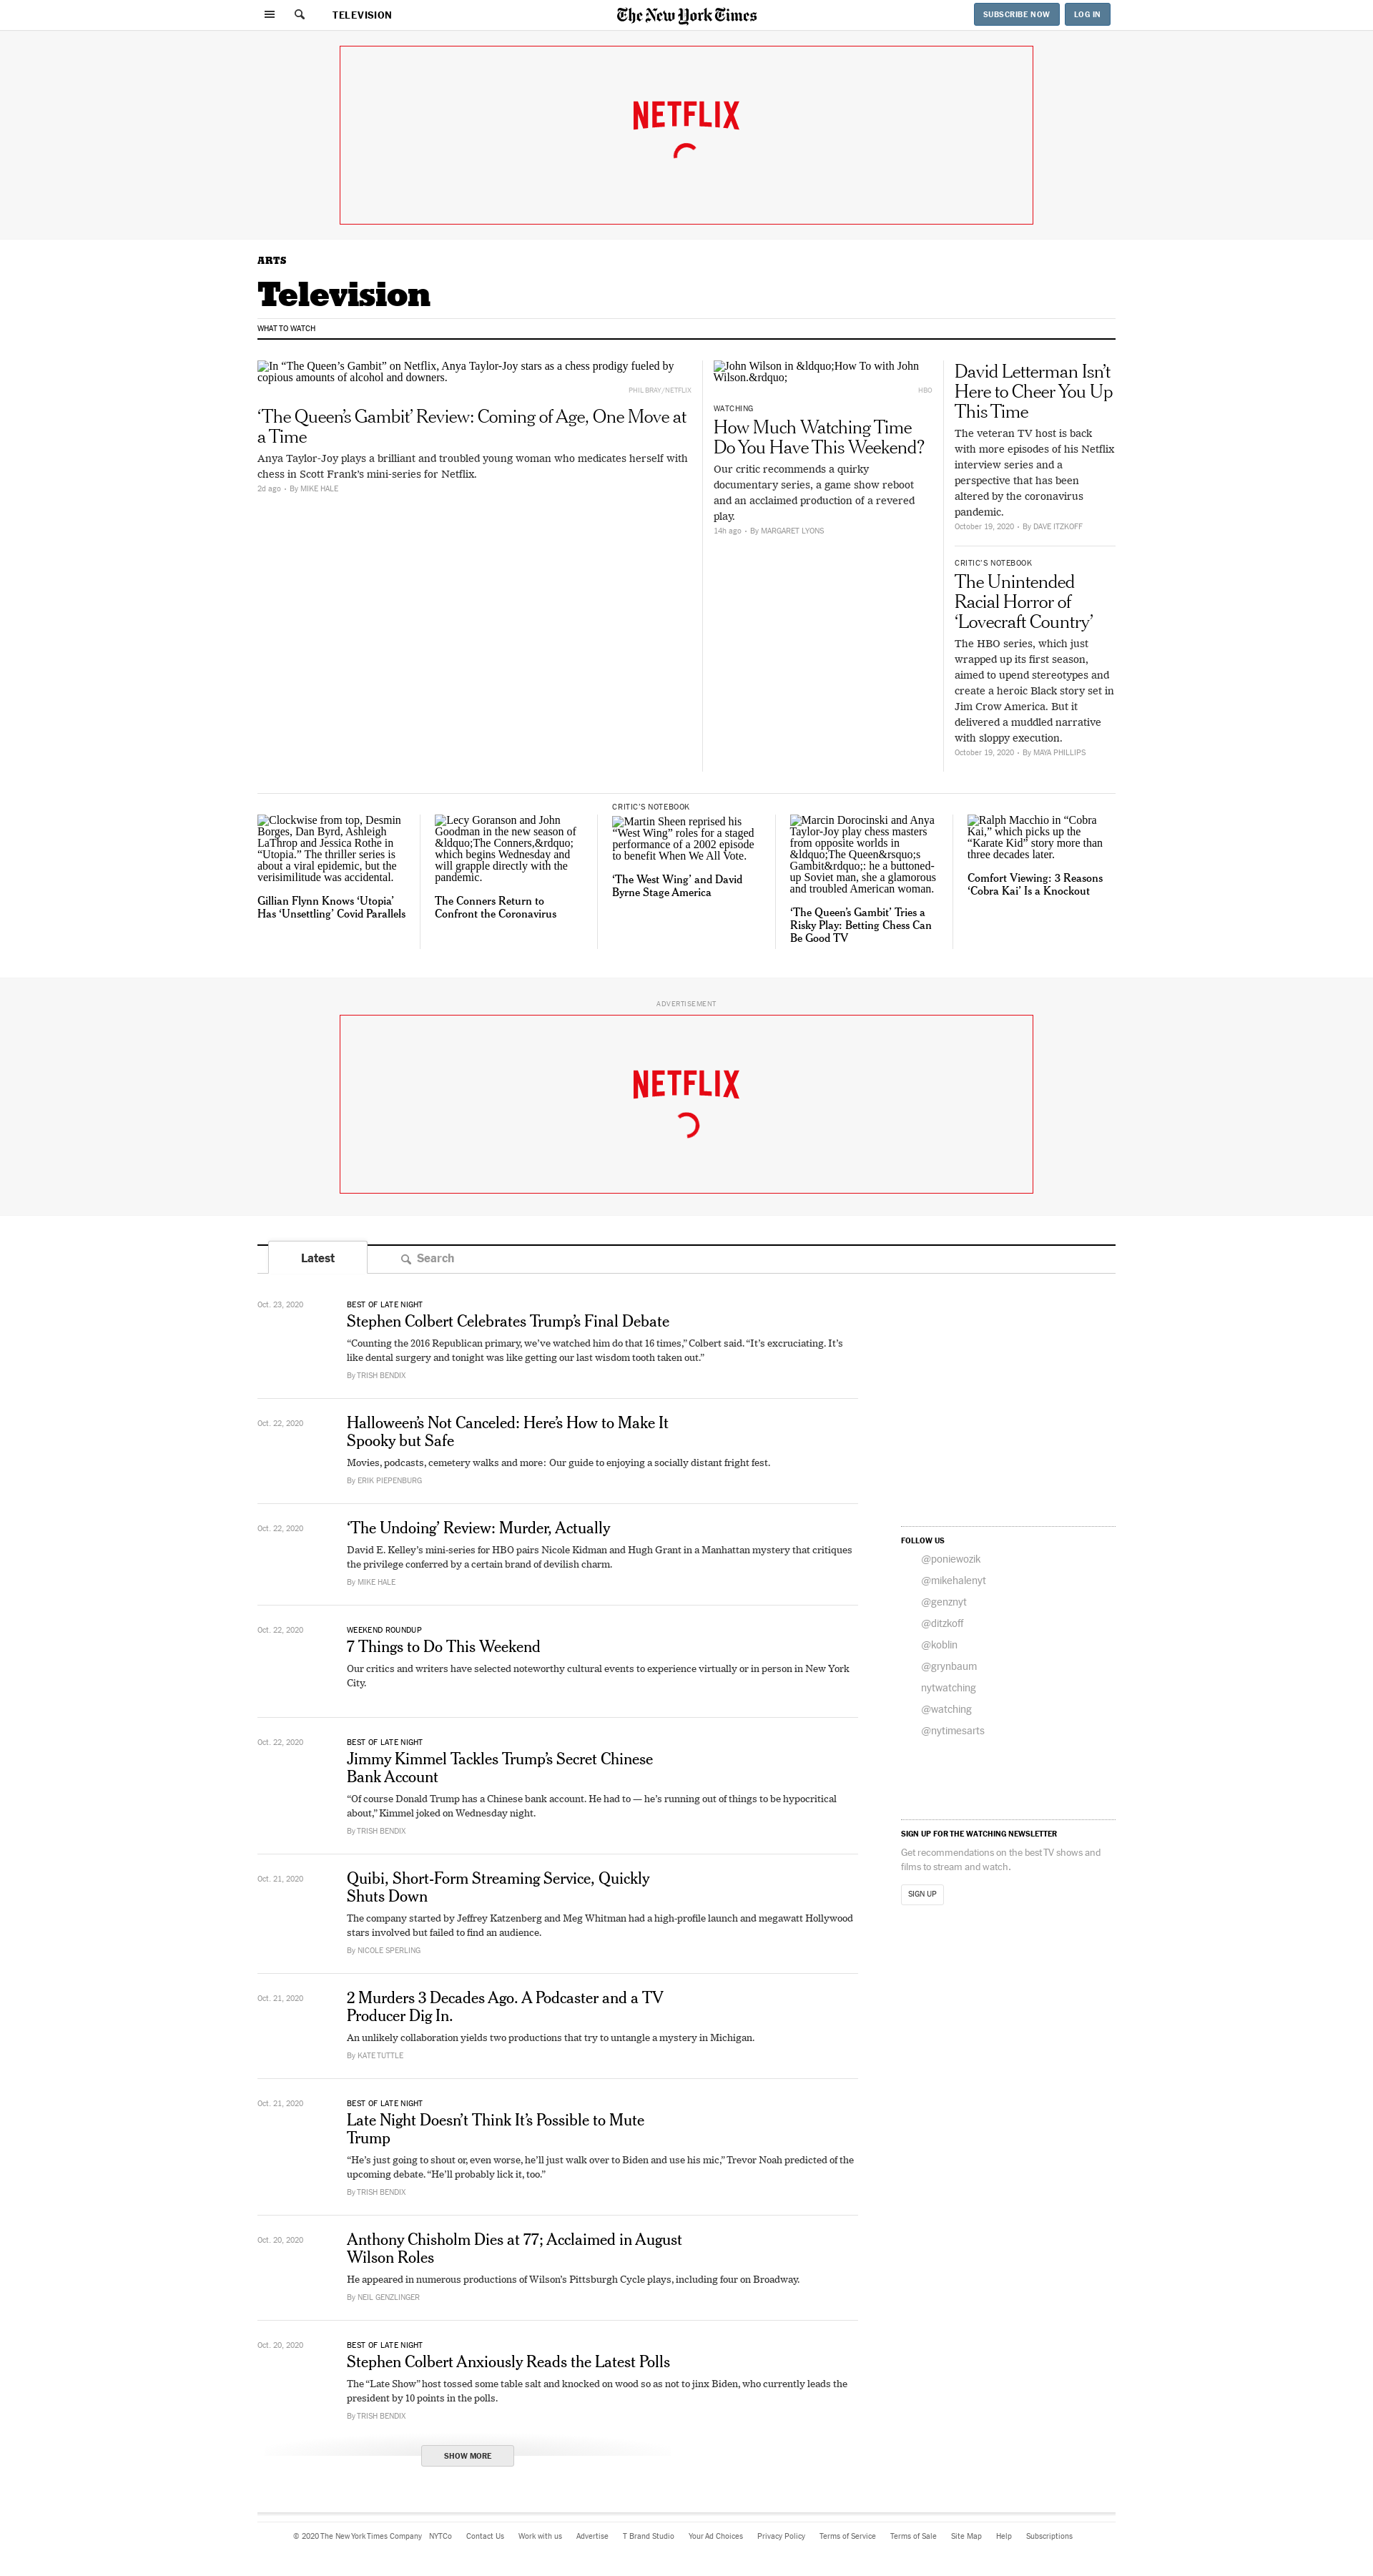 TELEVISION
The New York Times
SUBSCRIBE NOW
LOG IN
NETFLIX
ARTS
Television
WHAT TO WATCH
In “The Queen’s Gambit” on Netflix, Anya Taylor-Joy stars as a chess prodigy fueled by
copious amounts of alcohol and downers.
PHIL BRAY/NETFLIX
‘The Queen’s Gambit’ Review: Coming of Age, One Move at
a Time
Anya Taylor-Joy plays a brilliant and troubled young woman who medicates herself with
chess in Scott Frank’s mini-series for Netflix.
2d ago • By MIKE HALE
John Wilson in &ldquo;How To with John
Wilson.&rdquo;
HBO
WATCHING
How Much Watching Time
Do You Have This Weekend?
Our critic recommends a quirky
documentary series, a game show reboot
and an acclaimed production of a revered
play.
14h ago • By MARGARET LYONS
David Letterman Isn’t
Here to Cheer You Up
This Time
The veteran TV host is back
with more episodes of his Netflix
interview series and a
perspective that has been
altered by the coronavirus
pandemic.
October 19, 2020 • By DAVE ITZKOFF
CRITIC’S NOTEBOOK
The Unintended
Racial Horror of
‘Lovecraft Country’
The HBO series, which just
wrapped up its first season,
aimed to upend stereotypes and
create a heroic Black story set in
Jim Crow America. But it
delivered a muddled narrative
with sloppy execution.
October 19, 2020 • By MAYA PHILLIPS
Clockwise from top, Desmin
Borges, Dan Byrd, Ashleigh
LaThrop and Jessica Rothe in
“Utopia.” The thriller series is
about a viral epidemic, but the
verisimilitude was accidental.
Gillian Flynn Knows ‘Utopia’
Has ‘Unsettling’ Covid Parallels
Lecy Goranson and John
Goodman in the new season of
&ldquo;The Conners,&rdquo;
which begins Wednesday and
will grapple directly with the
pandemic.
The Conners Return to
Confront the Coronavirus
CRITIC’S NOTEBOOK
Martin Sheen reprised his
“West Wing” roles for a staged
performance of a 2002 episode
to benefit When We All Vote.
‘The West Wing’ and David
Byrne Stage America
Marcin Dorocinski and Anya
Taylor-Joy play chess masters
from opposite worlds in
&ldquo;The Queen&rsquo;s
Gambit&rdquo;: he a buttoned-
up Soviet man, she a glamorous
and troubled American woman.
‘The Queen’s Gambit’ Tries a
Risky Play: Betting Chess Can
Be Good TV
Ralph Macchio in “Cobra
Kai,” which picks up the
“Karate Kid” story more than
three decades later.
Comfort Viewing: 3 Reasons
‘Cobra Kai’ Is a Knockout
ADVERTISEMENT
NETFLIX
Latest
Search
Oct. 23, 2020
BEST OF LATE NIGHT
Stephen Colbert Celebrates Trump’s Final Debate
“Counting the 2016 Republican primary, we’ve watched him do that 16 times,” Colbert said. “It’s excruciating. It’s
like dental surgery and tonight was like getting our last wisdom tooth taken out.”
By TRISH BENDIX
Oct. 22, 2020
Halloween’s Not Canceled: Here’s How to Make It
Spooky but Safe
Movies, podcasts, cemetery walks and more: Our guide to enjoying a socially distant fright fest.
By ERIK PIEPENBURG
Oct. 22, 2020
‘The Undoing’ Review: Murder, Actually
David E. Kelley’s mini-series for HBO pairs Nicole Kidman and Hugh Grant in a Manhattan mystery that critiques
the privilege conferred by a certain brand of devilish charm.
By MIKE HALE
Oct. 22, 2020
WEEKEND ROUNDUP
7 Things to Do This Weekend
Our critics and writers have selected noteworthy cultural events to experience virtually or in person in New York
City.
Oct. 22, 2020
BEST OF LATE NIGHT
Jimmy Kimmel Tackles Trump’s Secret Chinese
Bank Account
“Of course Donald Trump has a Chinese bank account. He had to — he’s running out of things to be hypocritical
about,” Kimmel joked on Wednesday night.
By TRISH BENDIX
Oct. 21, 2020
Quibi, Short-Form Streaming Service, Quickly
Shuts Down
The company started by Jeffrey Katzenberg and Meg Whitman had a high-profile launch and megawatt Hollywood
stars involved but failed to find an audience.
By NICOLE SPERLING
Oct. 21, 2020
2 Murders 3 Decades Ago. A Podcaster and a TV
Producer Dig In.
An unlikely collaboration yields two productions that try to untangle a mystery in Michigan.
By KATE TUTTLE
Oct. 21, 2020
BEST OF LATE NIGHT
Late Night Doesn’t Think It’s Possible to Mute
Trump
“He’s just going to shout or, even worse, he’ll just walk over to Biden and use his mic,” Trevor Noah predicted of the
upcoming debate. “He’ll probably lick it, too.”
By TRISH BENDIX
Oct. 20, 2020
Anthony Chisholm Dies at 77; Acclaimed in August
Wilson Roles
He appeared in numerous productions of Wilson’s Pittsburgh Cycle plays, including four on Broadway.
By NEIL GENZLINGER
Oct. 20, 2020
BEST OF LATE NIGHT
Stephen Colbert Anxiously Reads the Latest Polls
The “Late Show” host tossed some table salt and knocked on wood so as not to jinx Biden, who currently leads the
president by 10 points in the polls.
By TRISH BENDIX
SHOW MORE
FOLLOW US
@poniewozik
@mikehalenyt
@genznyt
@ditzkoff
@koblin
@grynbaum
nytwatching
@watching
@nytimesarts
SIGN UP FOR THE WATCHING NEWSLETTER
Get recommendations on the best TV shows and
films to stream and watch.
SIGN UP
© 2020 The New York Times Company NYTCo Contact Us Work with us Advertise T Brand Studio Your Ad Choices Privacy Policy Terms of Service Terms of Sale Site Map Help Subscriptions